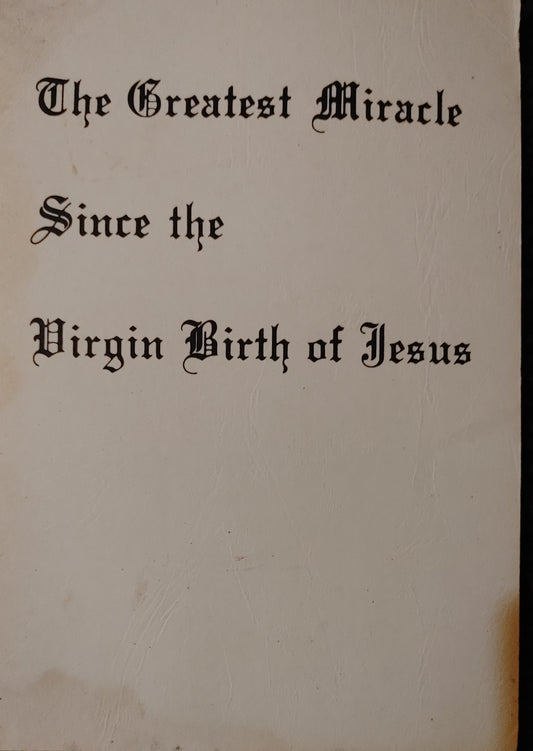 The Greatest Miracle
Since the
Virgin Birth of Jesus